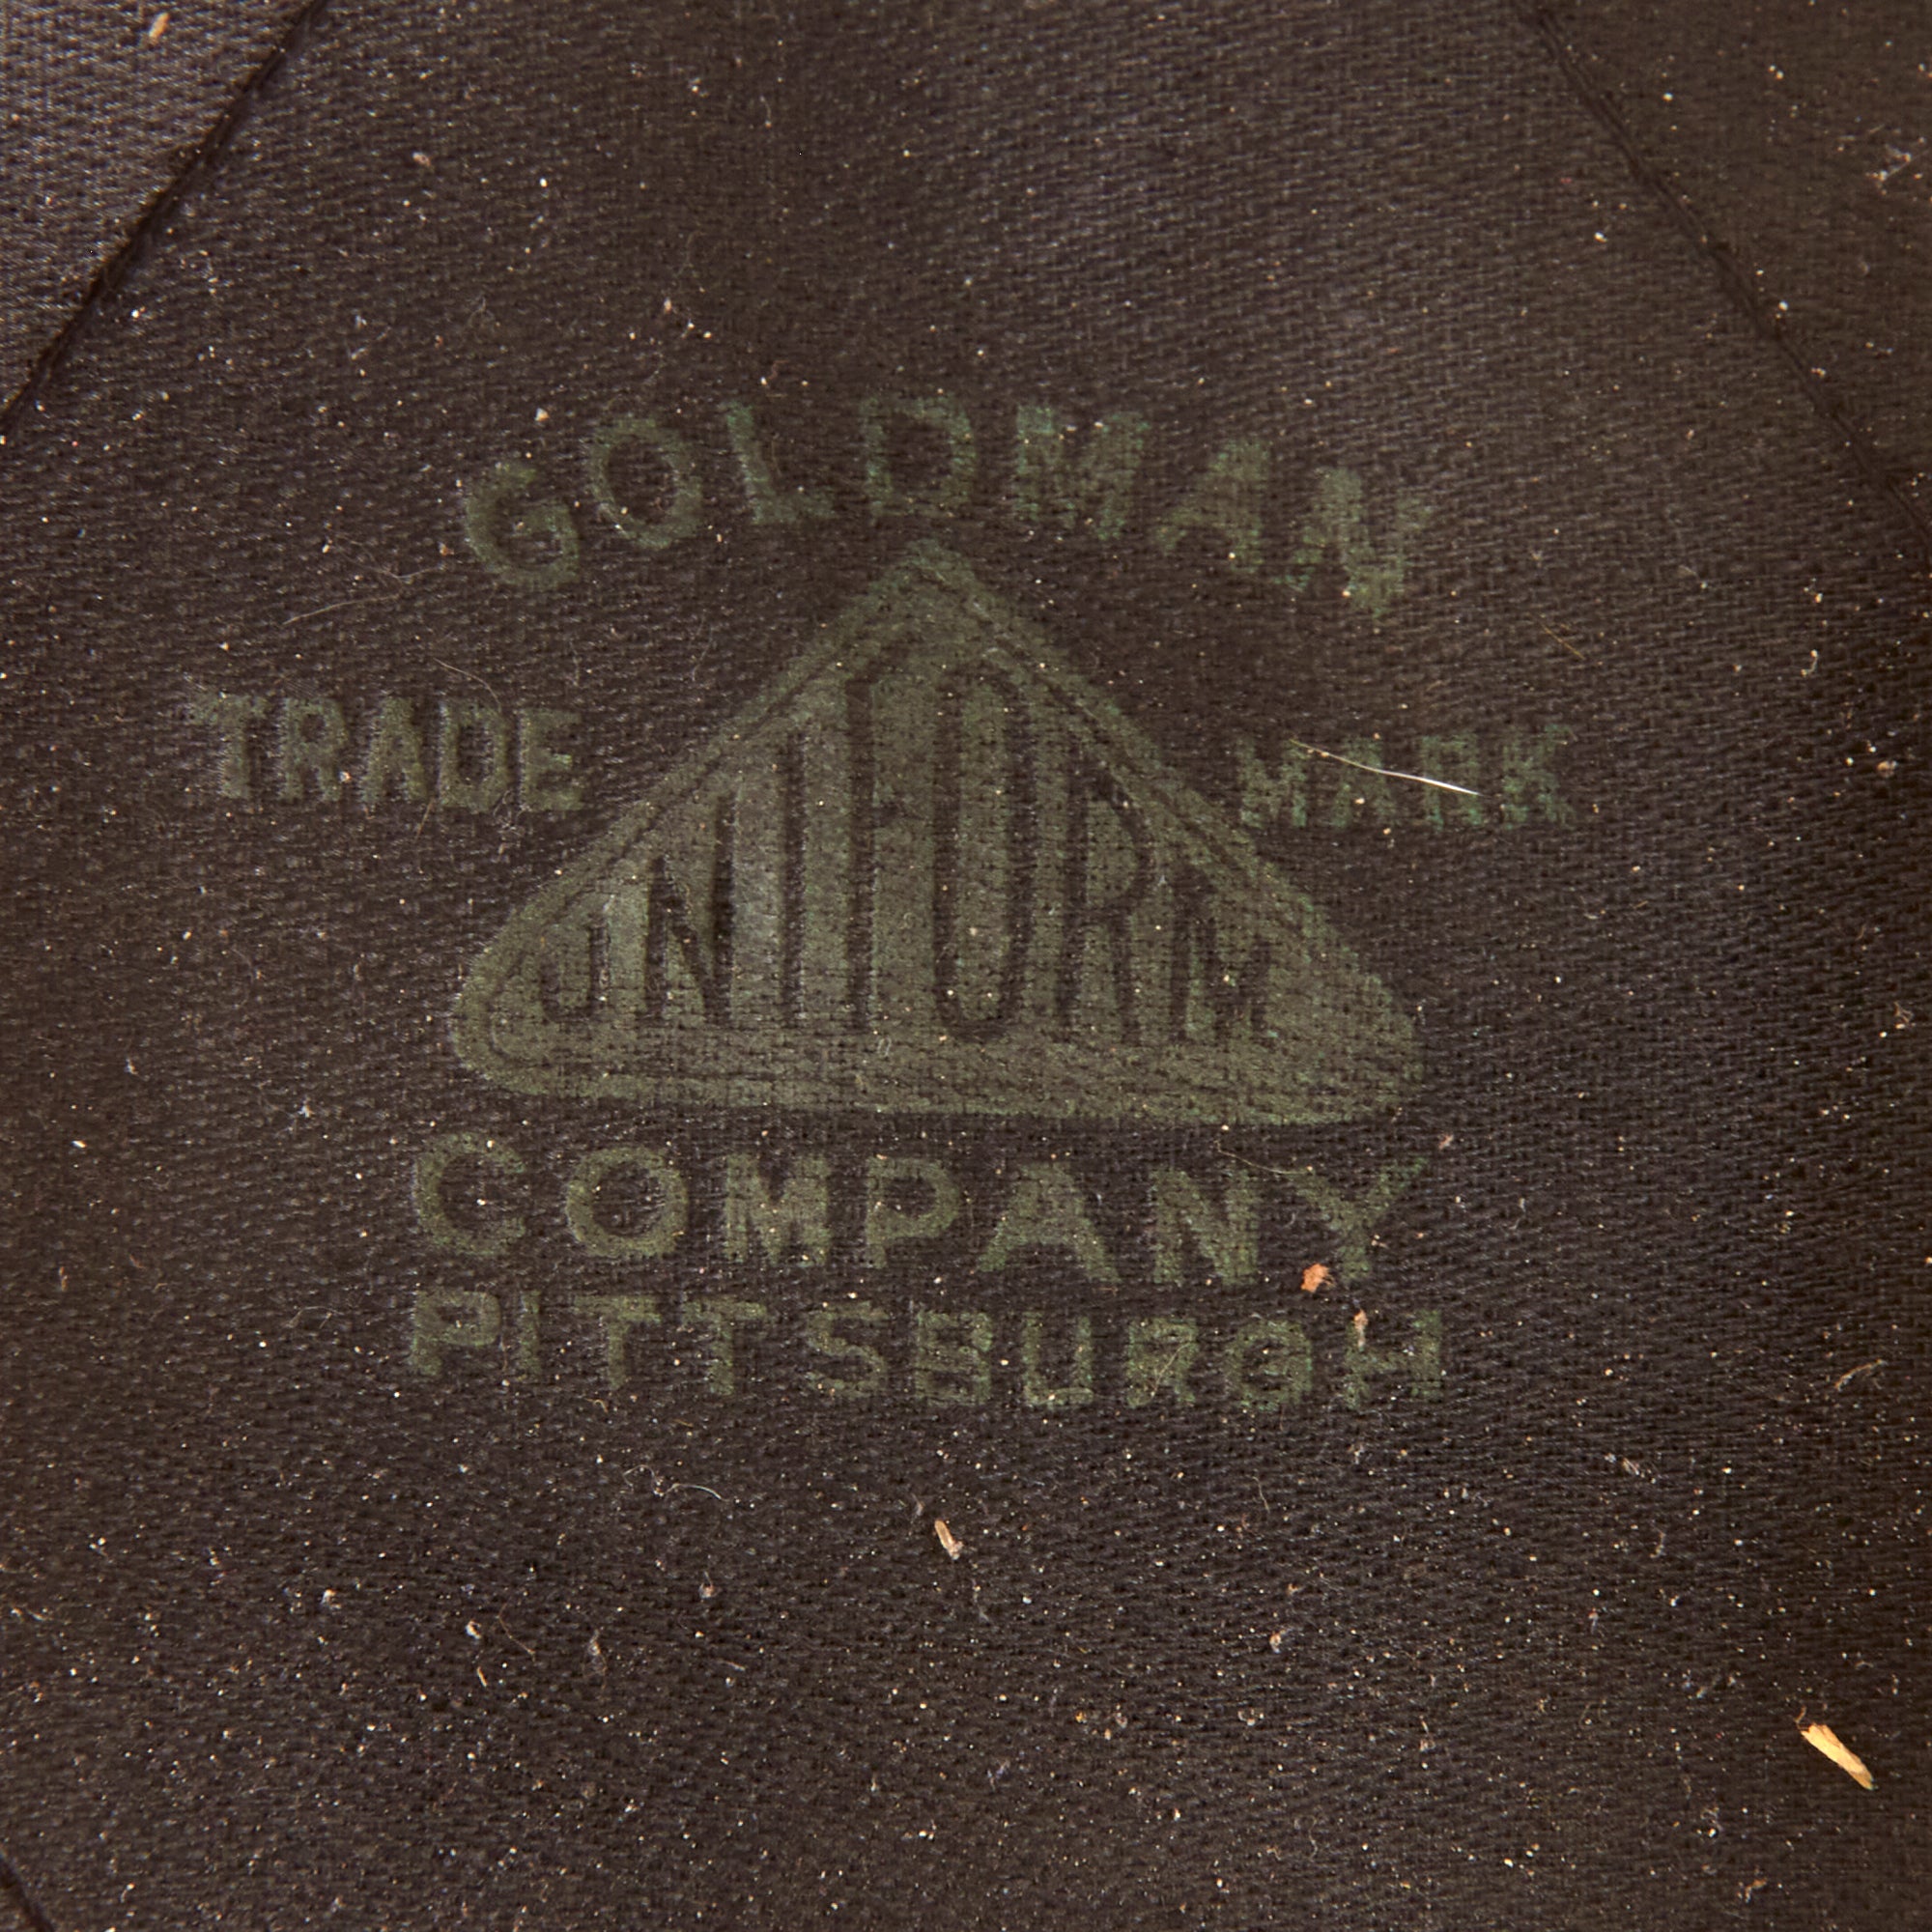 GOLDMAN
TRADE MARK
UNIFORM
COMPANY
PITTSBURGH